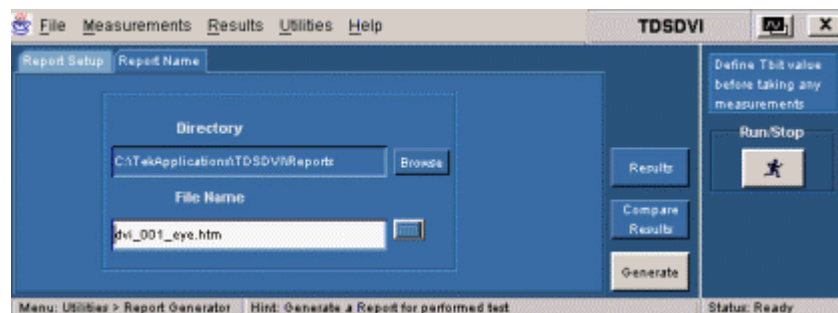 File Measurements Results Utilities Help TDSDVI X
Report Setup Report Name
Define Tbit value
before taking any
measurements
Directory
Run/Stop
C:\TekApplications\TDSDVI\Reports Browse
Results
File Name
Compare
Results
dvi_001_eye.htm
Generate
Menu: Utilities > Report Generator Hint: Generate a Report for performed test Status: Ready